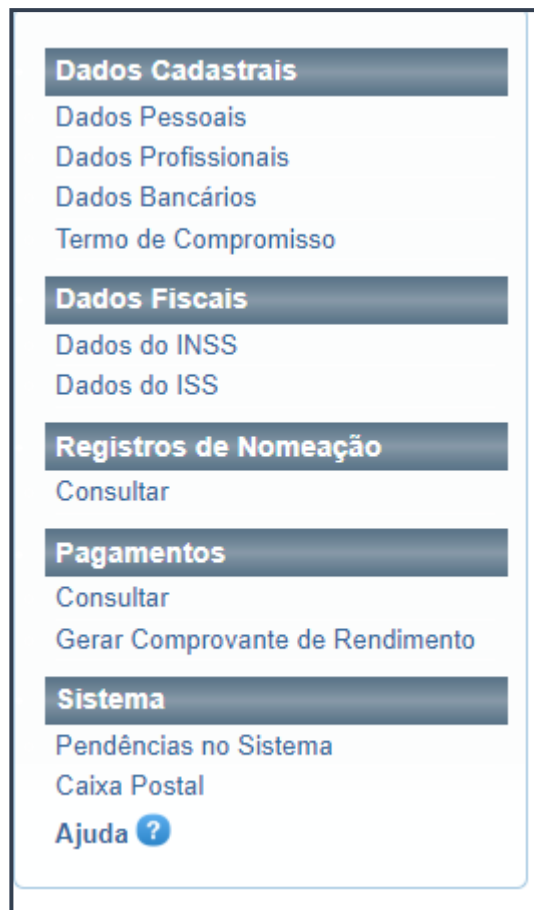 Dados Cadastrais
Dados Pessoais
Dados Profissionais
Dados Bancários
Termo de Compromisso
Dados Fiscais
Dados do INSS
Dados do ISS
Registros de Nomeação
Consultar
Pagamentos
Consultar
Gerar Comprovante de Rendimento
Sistema
Pendências no Sistema
Caixa Postal
Ajuda ?